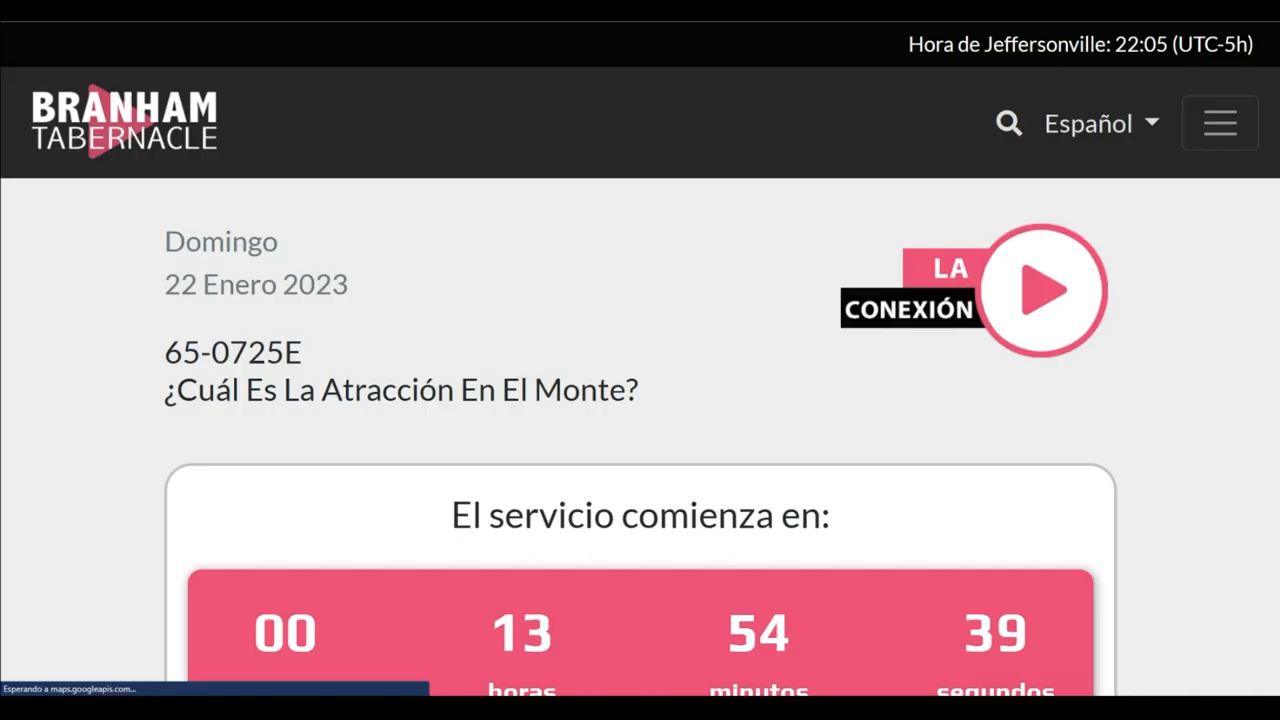 Hora de Jeffersonville: 22:05 (UTC-5h)
BRANHAM
TABERNACLE
Español
Domingo
22 Enero 2023
LA
CONEXIÓN
65-0725E
¿Cuál Es La Atracción En El Monte?
El servicio comienza en:
00 13 54 39
horas minutos segundos
Esperando a maps.googleapis.com...